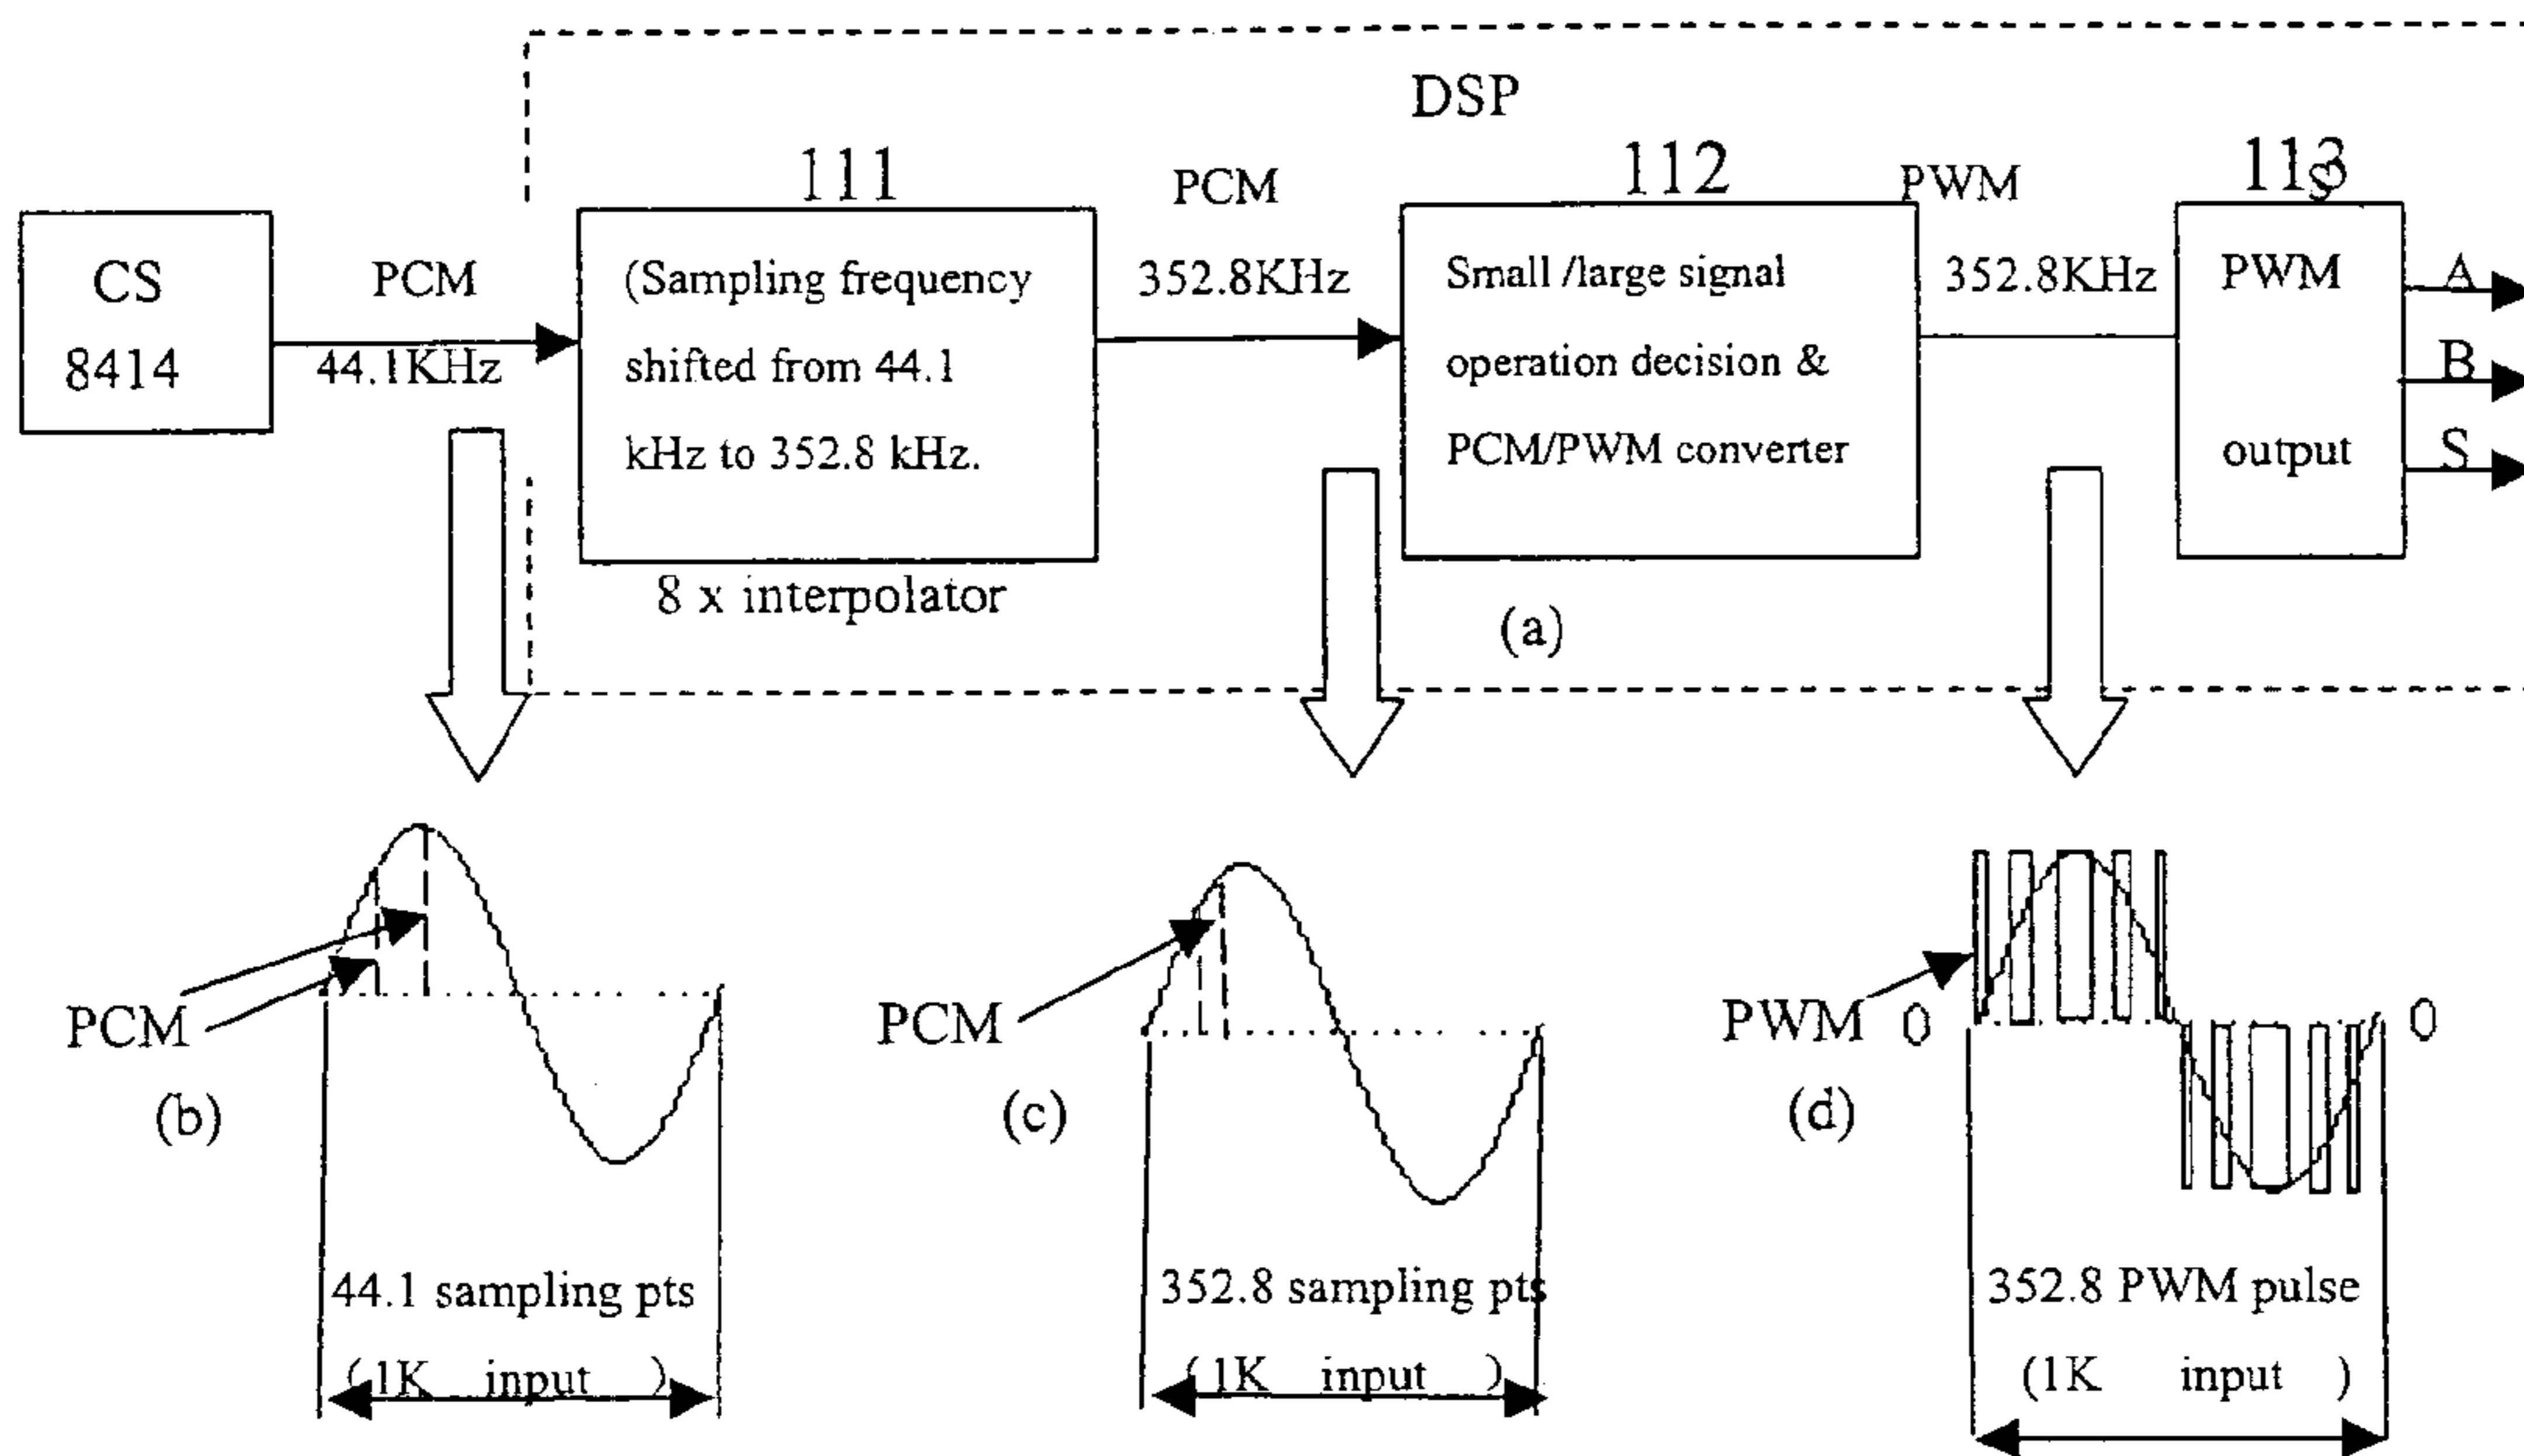 DSP
CS
8414
PCM
44.1KHz
111
(Sampling frequency
shifted from 44.1
kHz to 352.8 kHz.
8 x interpolator
PCM
352.8KHz
112
Small /large signal
operation decision &
PCM/PWM converter
PWM
352.8KHz
113
S
PWM
output
A
B
S
(a)
PCM
(b)
44.1 sampling pts
(1K input )
PCM
(c)
352.8 sampling pts
(1K input )
PWM
0
0
(d)
352.8 PWM pulse
(1K input )